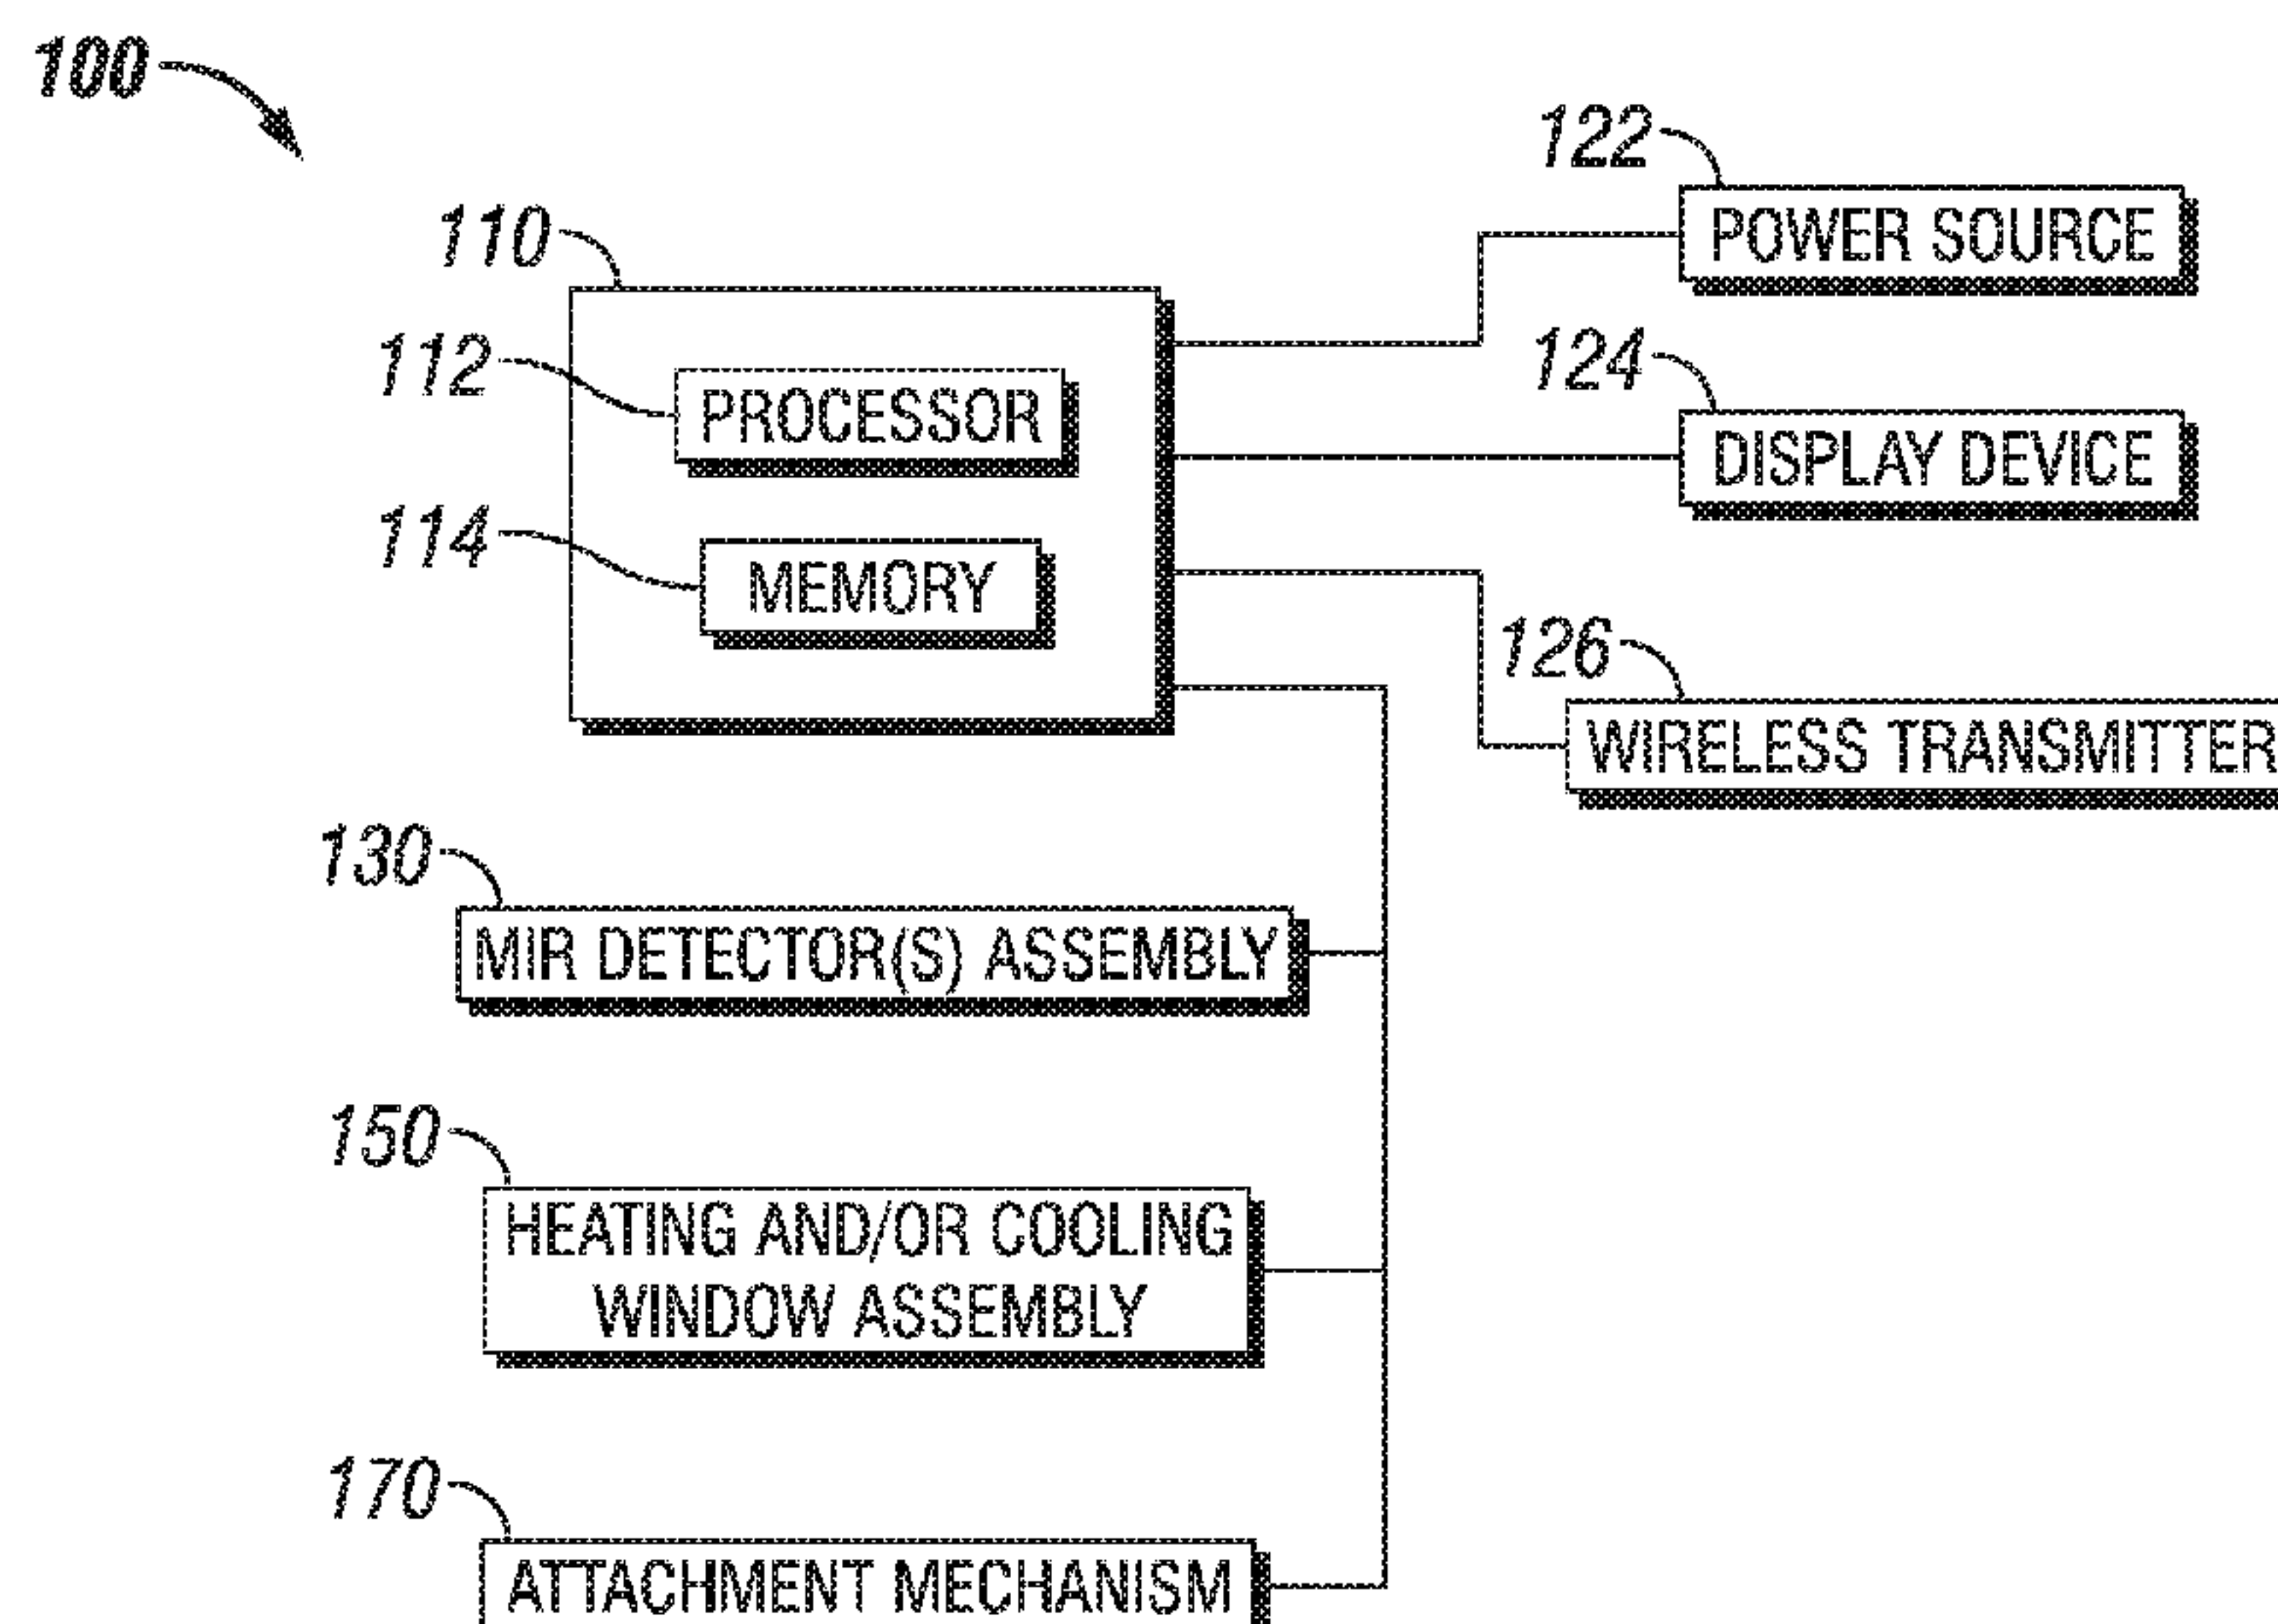 100
122
POWER SOURCE
110
112
PROCESSOR
124
DISPLAY DEVICE
114
MEMORY
126
WIRELESS TRANSMITTER
130
MIR DETECTOR(S) ASSEMBLY
150
HEATING AND/OR COOLING
WINDOW ASSEMBLY
170
ATTACHMENT MECHANISM